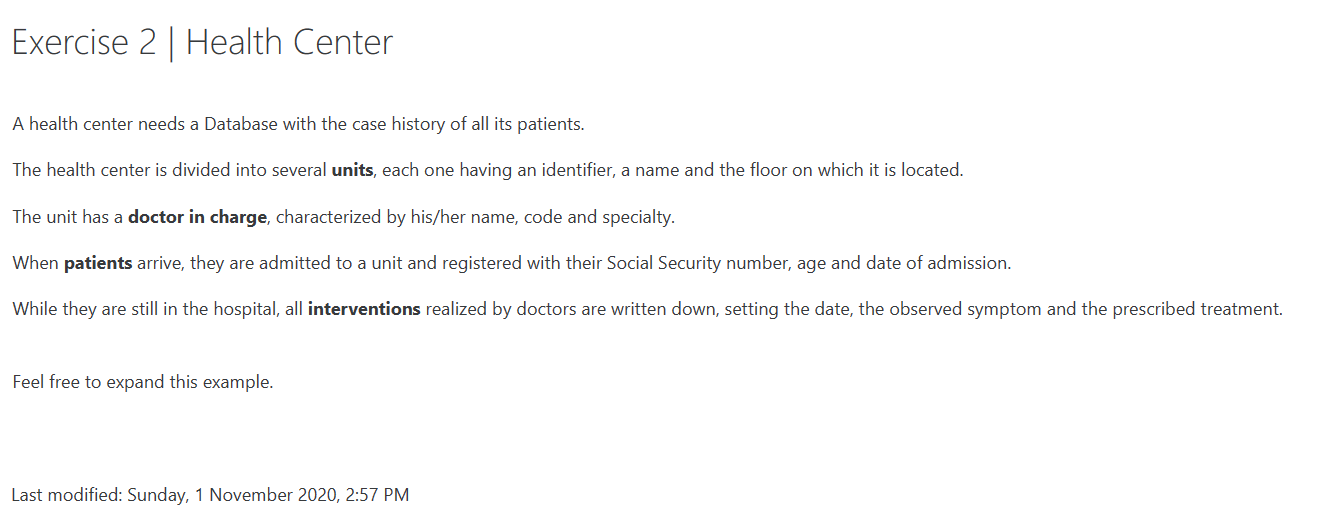 Exercise 2 | Health Center
A health center needs a Database with the case history of all its patients.
The health center is divided into several units, each one having an identifier, a name and the floor on which it is located.
The unit has a doctor in charge, characterized by his/her name, code and specialty.
When patients arrive, they are admitted to a unit and registered with their Social Security number, age and date of admission.
While they are still in the hospital, all interventions realized by doctors are written down, setting the date, the observed symptom and the prescribed treatment.
Feel free to expand this example.
Last modified: Sunday, 1 November 2020, 2:57 PM